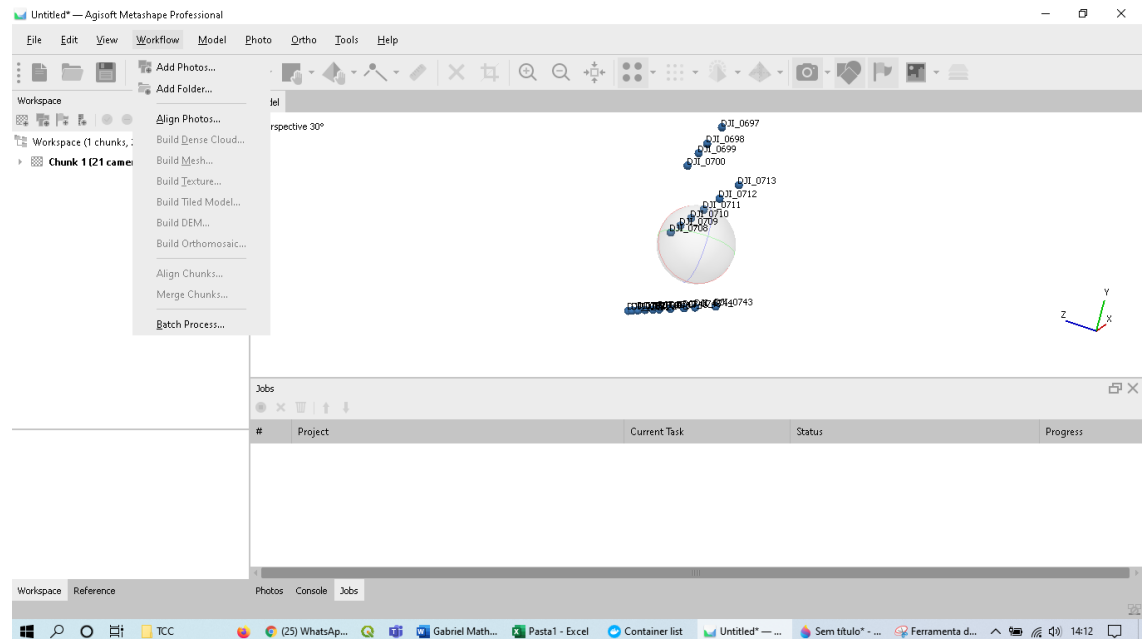 Untitled* — Agisoft Metashape Professional
File Edit View Workflow Model Photo Ortho Tools Help
Add Photos...
Add Folder...
Align Photos...
Build Dense Cloud...
Build Mesh...
Build Texture...
Build Tiled Model...
Build DEM...
Build Orthomosaic...
Align Chunks...
Merge Chunks...
Batch Process...
Workspace
Workspace (1 chunks,
Chunk 1 (21
rspective 30°
DJI_0697
DJI_0698
DJI_0699
DJI_0700
DJI_0713
DJI_0712
DJI_0711
DJI_0710
DJI_0709
DJI_0708
0743
Y
Z
X
Jobs
# Project Current Task Status Progress
Workspace Reference
Photos Console Jobs
TCC (25) WhatsAp... Gabriel Math... Pasta1 - Excel Container list Untitled* — ... Sem título* - ... Ferramenta d... 14:12